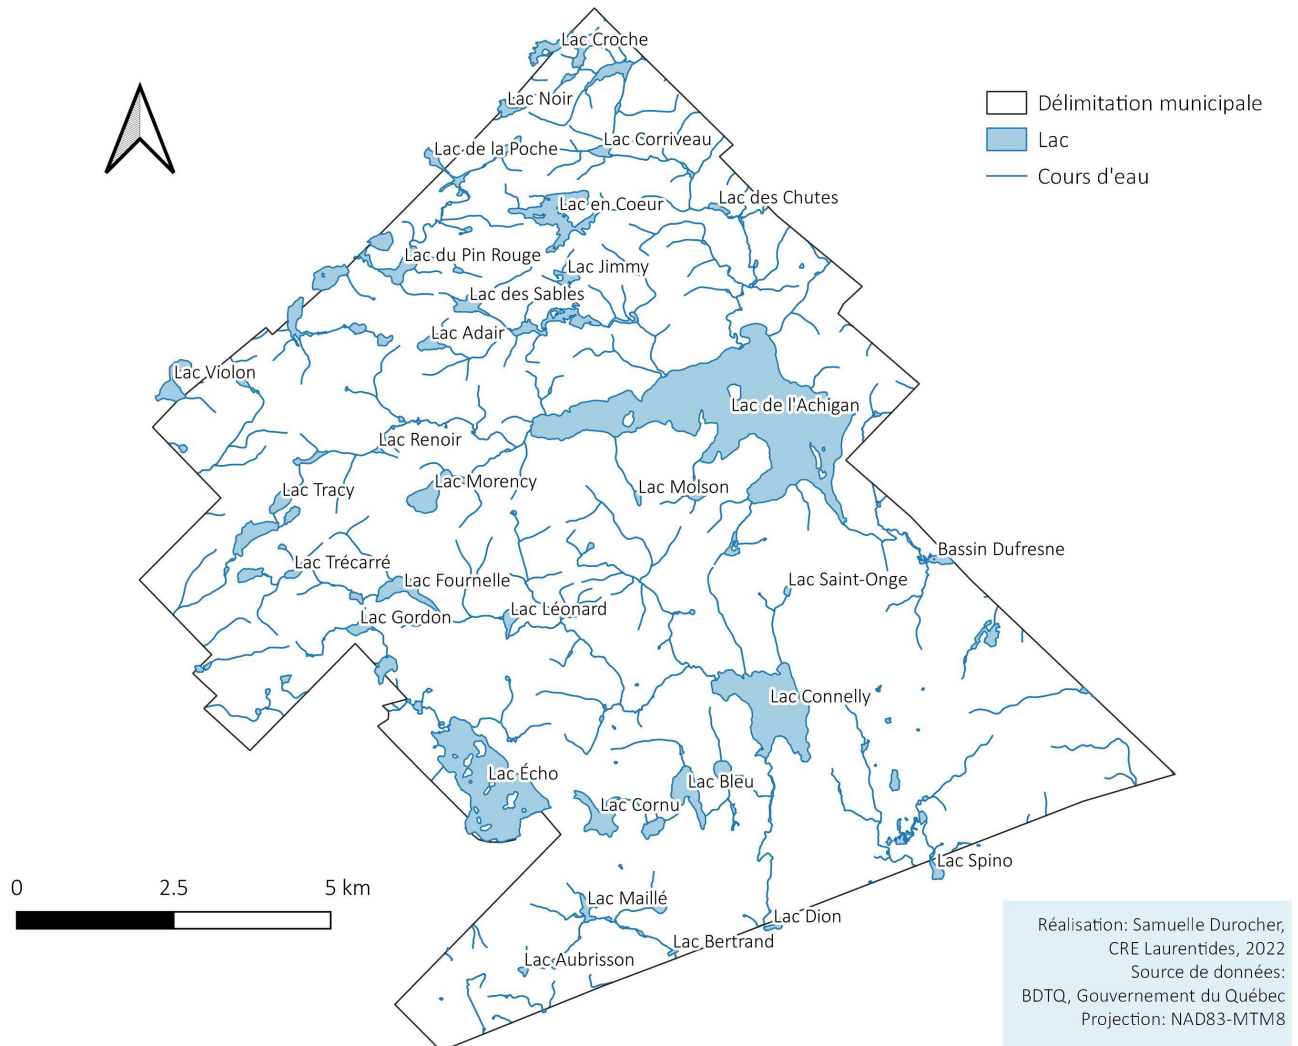 Lac Croche
Lac Noir
Lac Corriveau
Lac de la Poche
Lac en Coeur
Lac des Chutes
Lac du Pin Rouge
Lac Jimmy
Lac des Sables
Lac Adair
Lac Violon
Lac de l'Achigan
Lac Renoir
Lac Morency
Lac Tracy
Lac Molson
Bassin Dufresne
Lac Trécarré
Lac Fournelle
Lac Saint-Onge
Lac Gordon
Lac Léonard
Lac Connelly
Lac Écho
Lac Bleu
Lac Cornu
Lac Spino
Lac Maillé
Lac Dion
Lac Bertrand
Lac Aubrisson
Délimitation municipale
Lac
Cours d'eau
0 2.5 5 km
Réalisation: Samuelle Durocher,
CRE Laurentides, 2022
Source de données:
BDTQ, Gouvernement du Québec
Projection: NAD83-MTM8